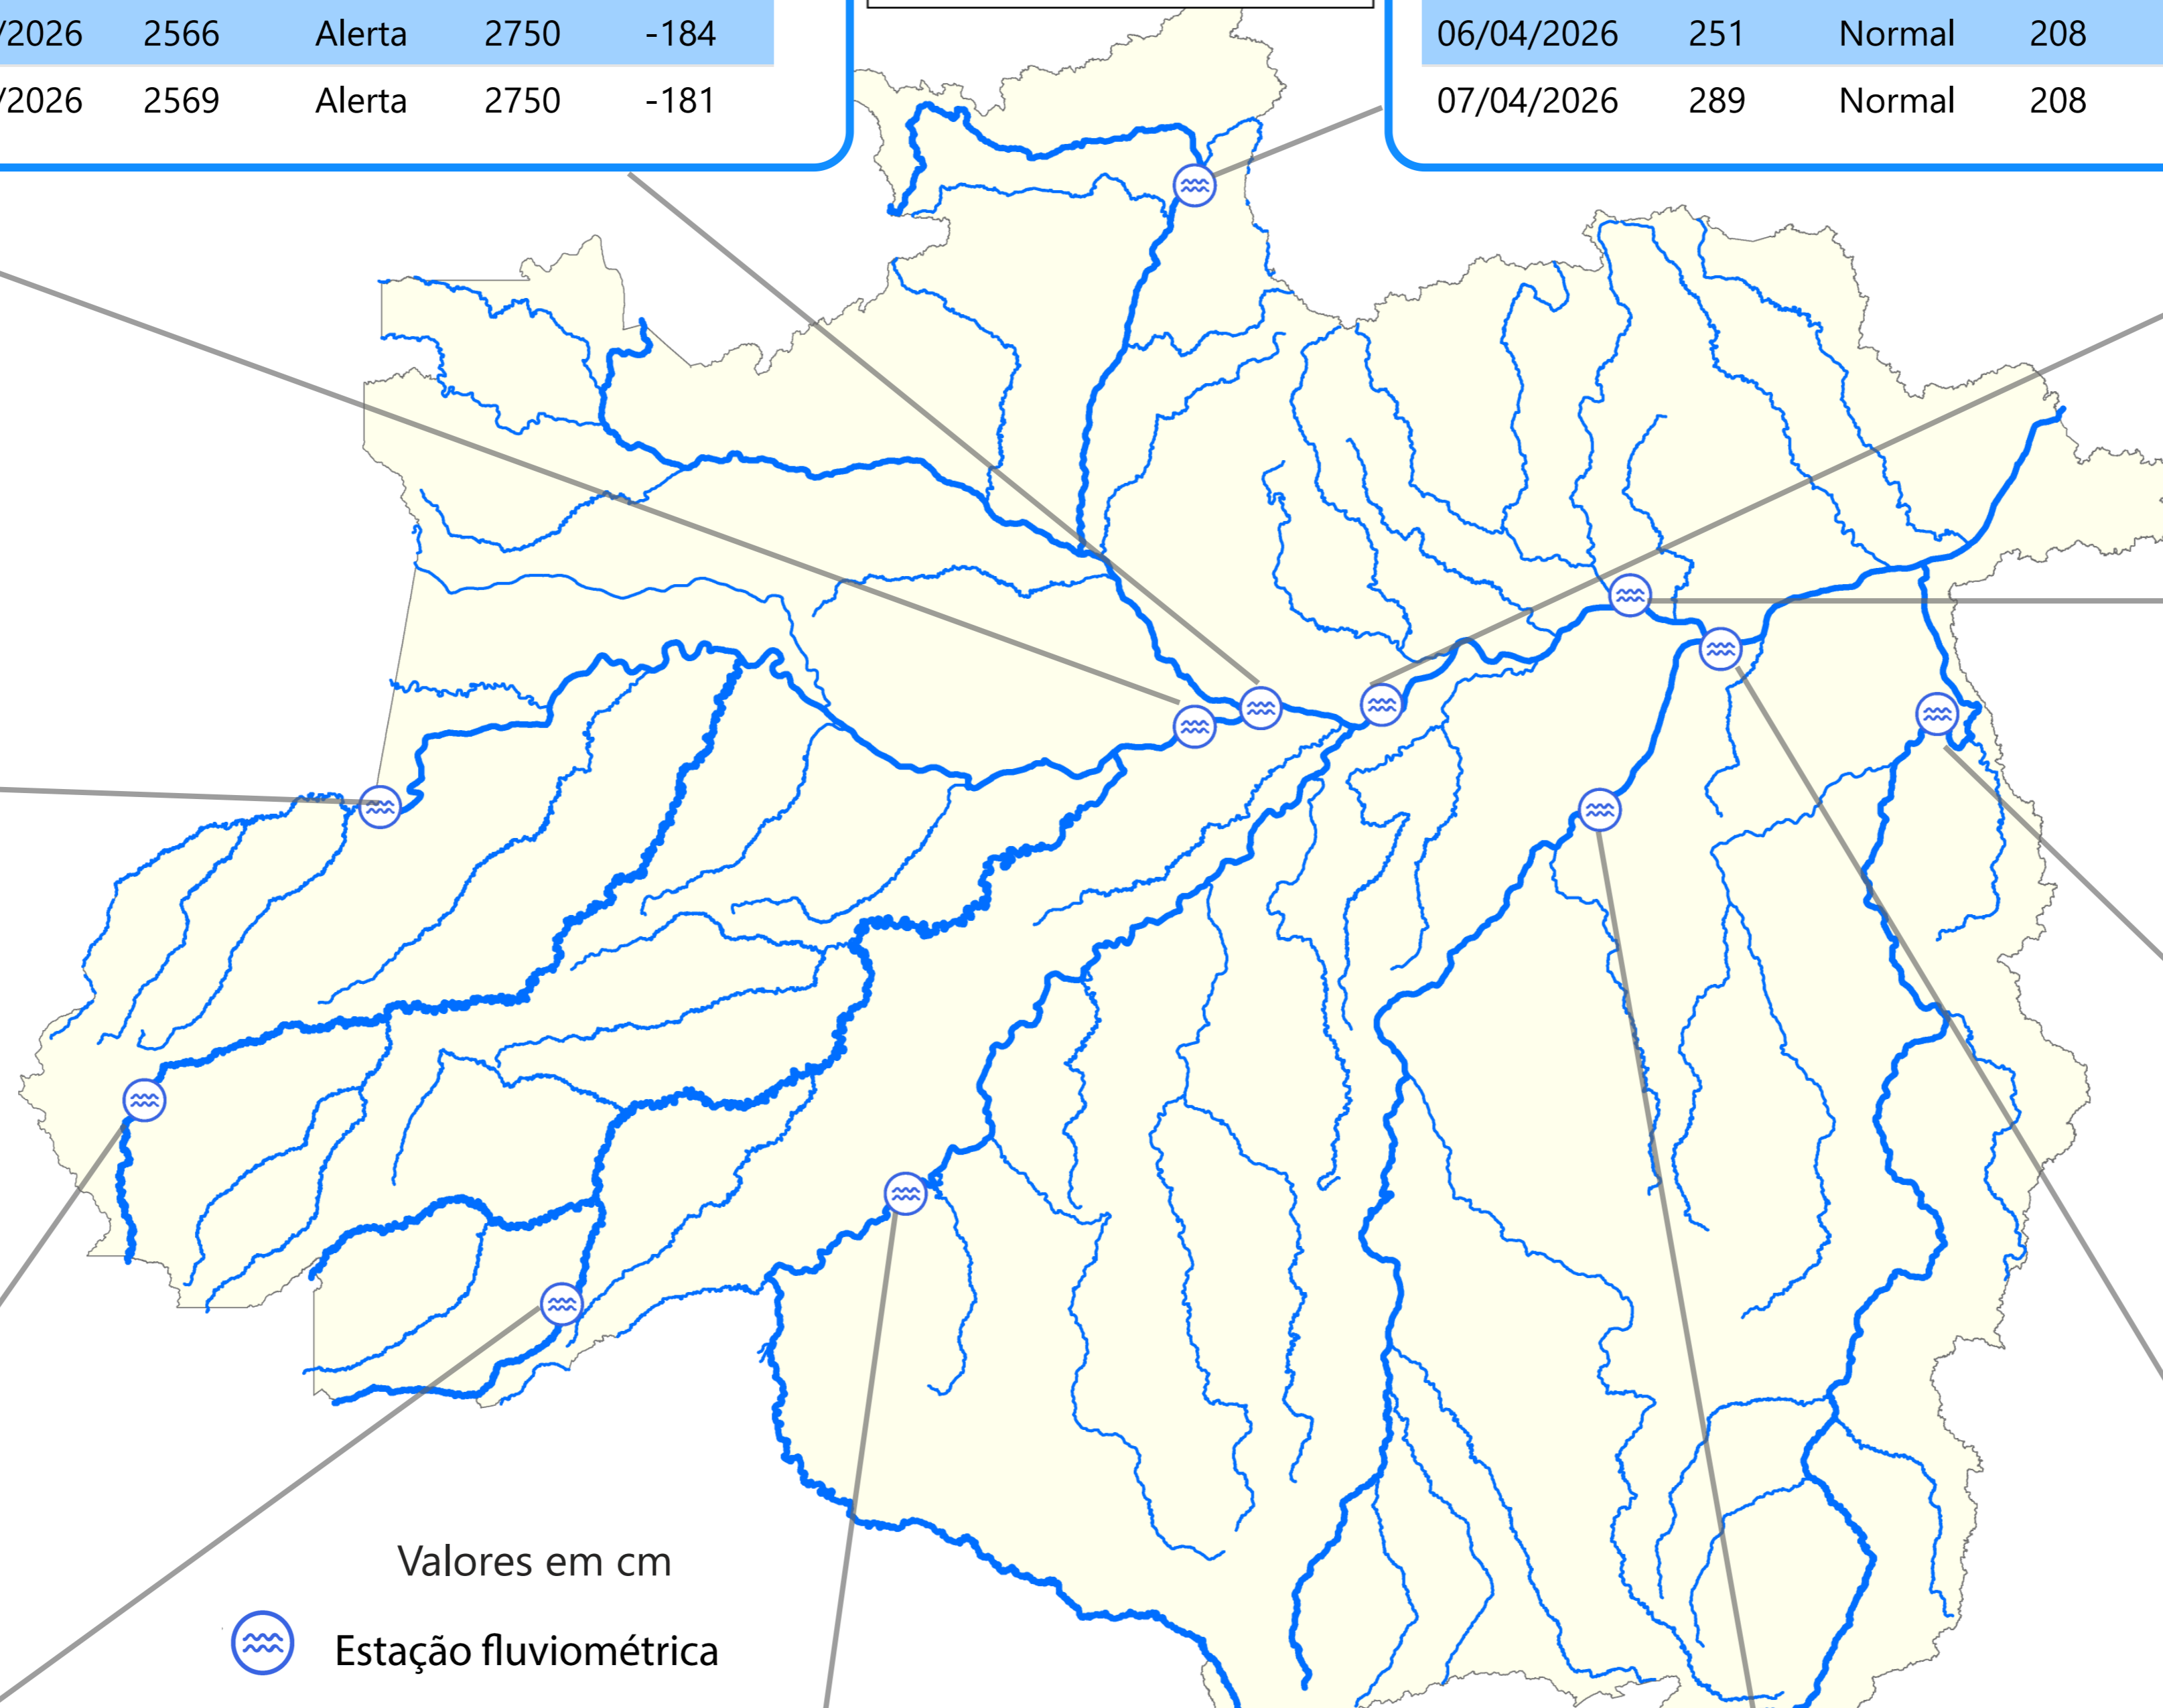 /2026 2566 Alerta 2750 -184
/2026 2569 Alerta 2750 -181
06/04/2026 251 Normal 208
07/04/2026 289 Normal 208
Valores em cm
Estação fluviométrica